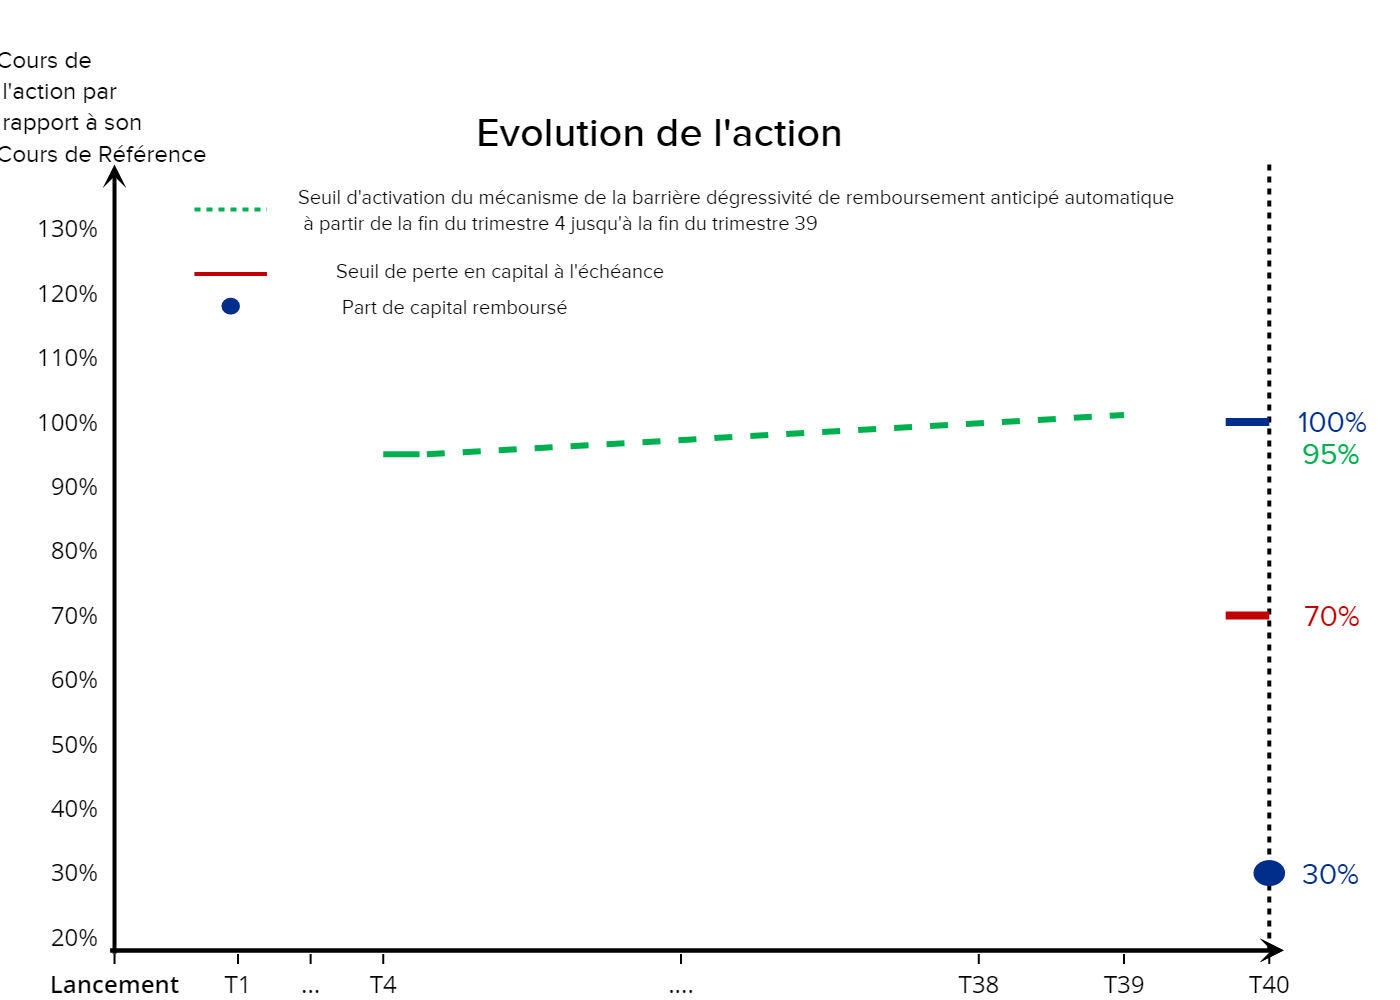 Cours de
l'action par
rapport à son
Cours de Référence
Evolution de l'action
Seuil d'activation du mécanisme de la barrière dégressivité de remboursement anticipé automatique
à partir de la fin du trimestre 4 jusqu'à la fin du trimestre 39
Seuil de perte en capital à l'échéance
Part de capital remboursé
130%
120%
110%
100%
90%
80%
70%
60%
50%
40%
30%
20%
100%
95%
70%
30%
Lancement T1 ... T4 .... T38 T39 T40